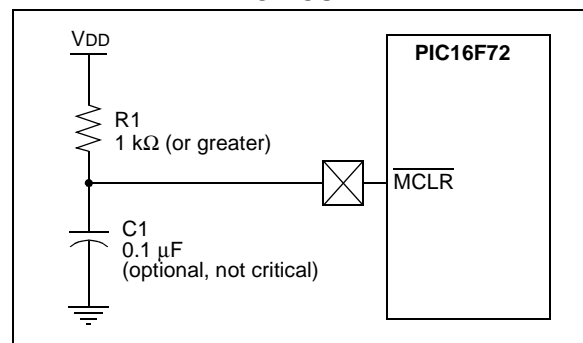 VDD
PIC16F72
R1
1 kΩ (or greater)
MCLR
C1
0.1 μF
(optional, not critical)